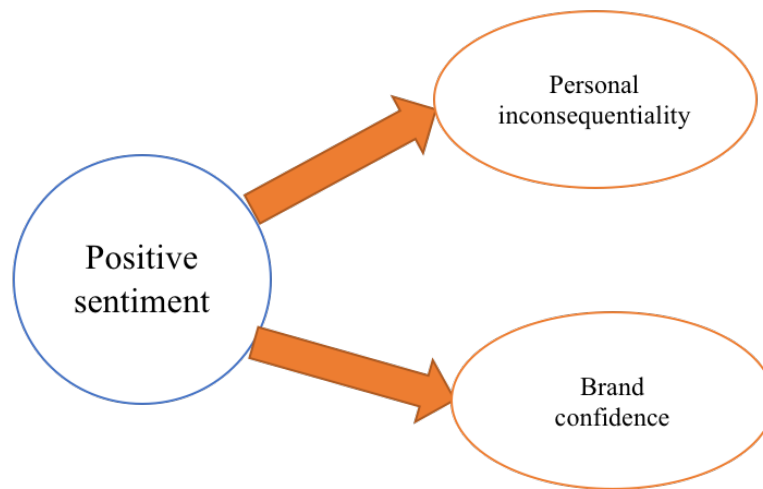 Personal
inconsequentiality
Positive
sentiment
Brand
confidence